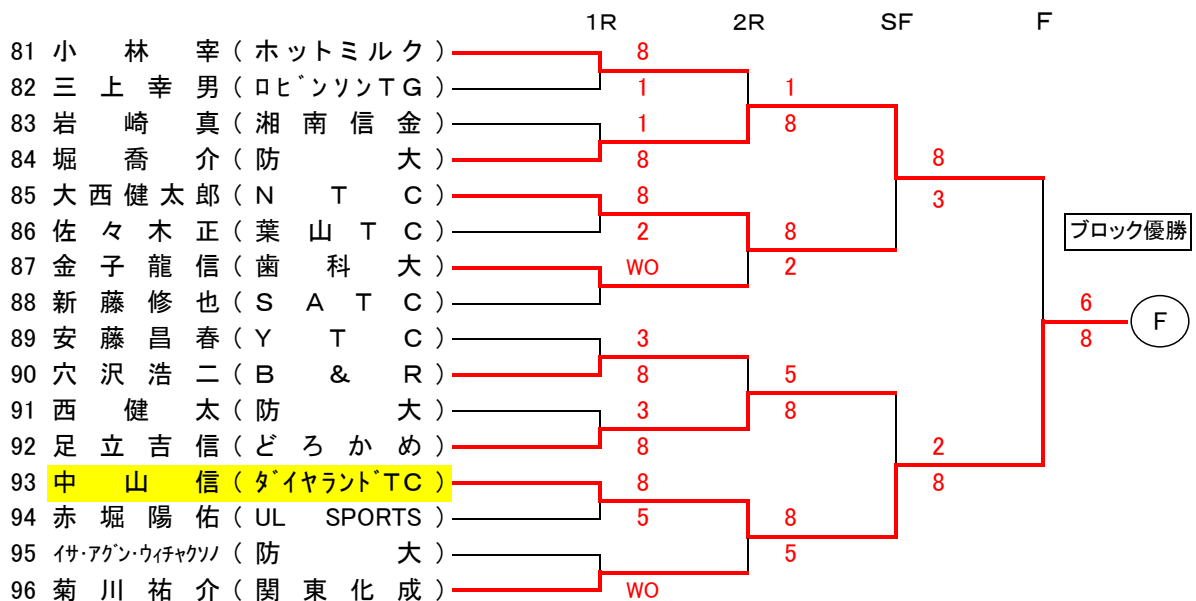 1R 2R SF F
81 小林宰 (ホットミルク) 8
82 三上幸男 (ロビンソンTG) 1 1
83 岩崎真 (湘南信金) 1 8
84 堀喬介 (防大) 8 8
85 大西健太郎 (NTC) 8 3
86 佐々木正 (葉山TC) 2 8 ブロック優勝
87 金子龍信 (歯科大) WO 2
88 新藤修也 (SATC) 6
F
89 安藤昌春 (YTC) 3 8
90 穴沢浩二 (B&R) 8 5
91 西健太 (防大) 3 8
92 足立吉信 (どろかめ) 8 2
93 中山信 (ダイヤランドTC) 8 8
94 赤堀陽佑 (UL SPORTS) 5 8
95 イサ・アグン・ウィチャクソノ (防大) 5
96 菊川祐介 (関東化成) WO